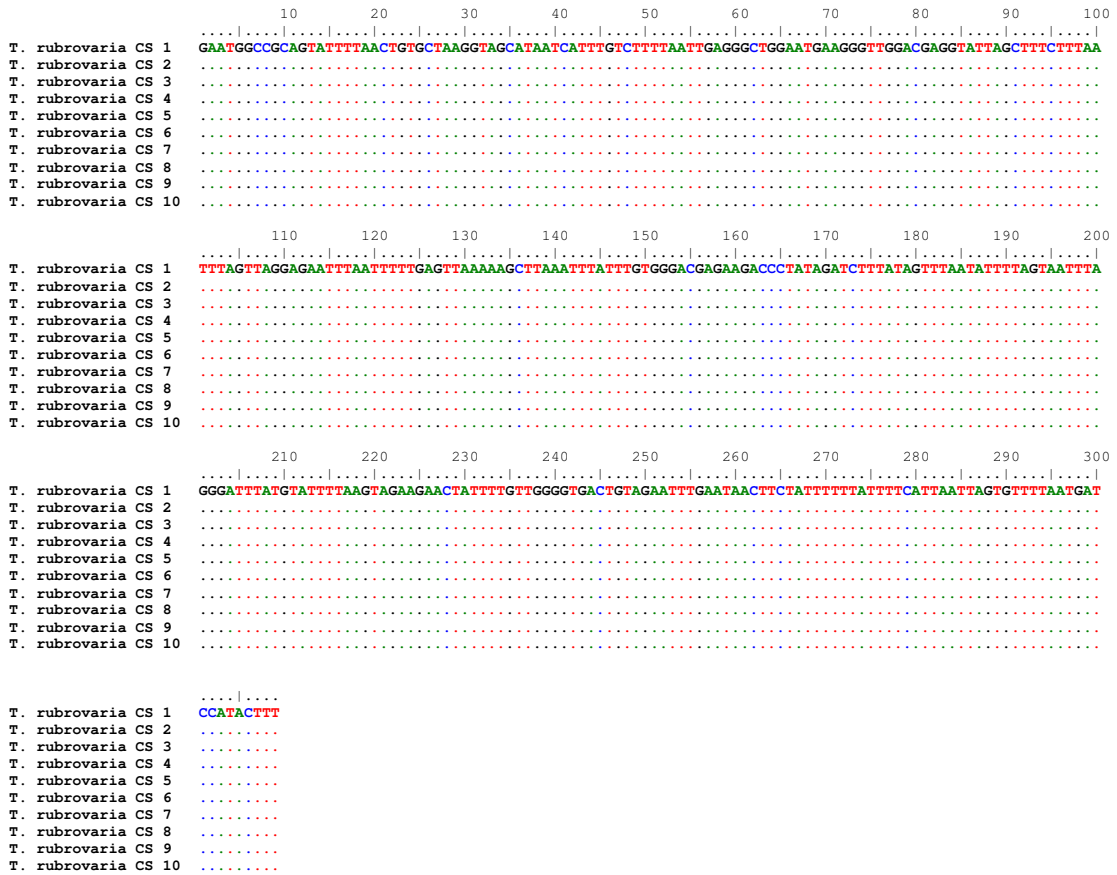 10 20 30 40 50 60 70 80 90 100
....|.........|.........|.........|.........|.........|.........|.........|.........|.........|.....
T. rubrovaria CS 1 GAATGGCCGCAGTATTTTAACTGTGCTAAGGTAGCATAATCATTTGTCTTTTAATTGAGGGCTGGAATGAAGGGTTGGACGAGGTATTAGCTTTCTTTAA
T. rubrovaria CS 2 ....................................................................................................
T. rubrovaria CS 3 ....................................................................................................
T. rubrovaria CS 4 ....................................................................................................
T. rubrovaria CS 5 ....................................................................................................
T. rubrovaria CS 6 ....................................................................................................
T. rubrovaria CS 7 ....................................................................................................
T. rubrovaria CS 8 ....................................................................................................
T. rubrovaria CS 9 ....................................................................................................
T. rubrovaria CS 10 ....................................................................................................
110 120 130 140 150 160 170 180 190 200
....|.........|.........|.........|.........|.........|.........|.........|.........|.........|.....
T. rubrovaria CS 1 TTTAGTTAGGAGAATTTAATTTTTGAGTTAAAAAGCTTAAATTTATTTGTGGGACGAGAAGACCCTATAGATCTTTATAGTTTAATATTTTAGTAATTTA
T. rubrovaria CS 2 ....................................................................................................
T. rubrovaria CS 3 ....................................................................................................
T. rubrovaria CS 4 ....................................................................................................
T. rubrovaria CS 5 ....................................................................................................
T. rubrovaria CS 6 ....................................................................................................
T. rubrovaria CS 7 ....................................................................................................
T. rubrovaria CS 8 ....................................................................................................
T. rubrovaria CS 9 ....................................................................................................
T. rubrovaria CS 10 ....................................................................................................
210 220 230 240 250 260 270 280 290 300
....|.........|.........|.........|.........|.........|.........|.........|.........|.........|.....
T. rubrovaria CS 1 GGGATTTATGTATTTTAAGTAGAAGAACTATTTTGTTGGGGTGACTGTAGAATTTGAATAACTTCTATTTTTTATTTTCATTAATTAGTGTTTTAATGAT
T. rubrovaria CS 2 ....................................................................................................
T. rubrovaria CS 3 ....................................................................................................
T. rubrovaria CS 4 ....................................................................................................
T. rubrovaria CS 5 ....................................................................................................
T. rubrovaria CS 6 ....................................................................................................
T. rubrovaria CS 7 ....................................................................................................
T. rubrovaria CS 8 ....................................................................................................
T. rubrovaria CS 9 ....................................................................................................
T. rubrovaria CS 10 ....................................................................................................
....|....
T. rubrovaria CS 1 CCATACTTT
T. rubrovaria CS 2 .........
T. rubrovaria CS 3 .........
T. rubrovaria CS 4 .........
T. rubrovaria CS 5 .........
T. rubrovaria CS 6 .........
T. rubrovaria CS 7 .........
T. rubrovaria CS 8 .........
T. rubrovaria CS 9 .........
T. rubrovaria CS 10 .........